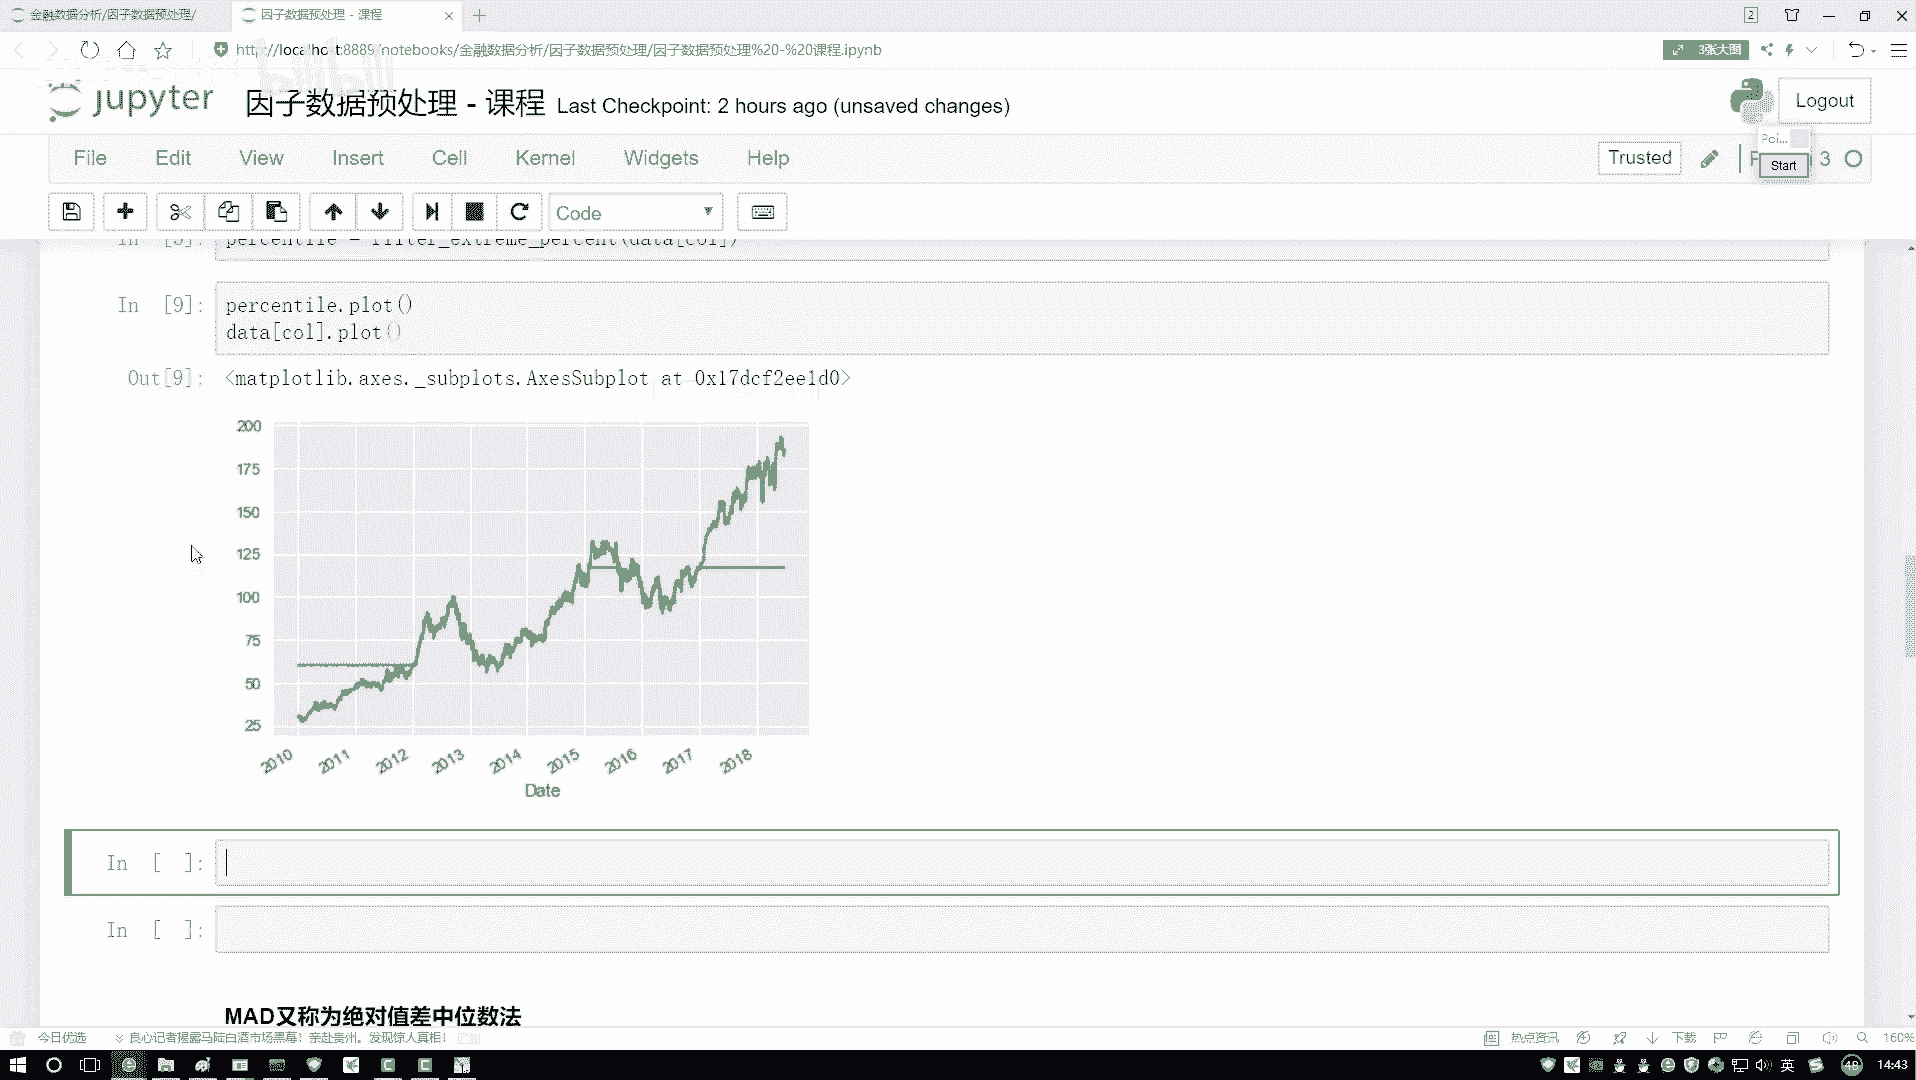 金融数据分析/因子数据预处理/
因子数据预处理 - 课程
2
http://localhost:8889/notebooks/金融数据分析/因子数据预处理/因子数据预处理%20-%20课程.ipynb
3张大图
bilibili
jupyter
因子数据预处理 - 课程 Last Checkpoint: 2 hours ago (unsaved changes)
Logout
File Edit View Insert Cell Kernel Widgets Help
Trusted
3
Poi...
Start
Code
In [5]: percentile = filter_extreme_percent(data[col])
In [9]: percentile.plot()
data[col].plot()
Out[9]: <matplotlib.axes._subplots.AxesSubplot at 0x17dcf2ee1d0>
200
175
150
125
100
75
50
25
2010 2011 2012 2013 2014 2015 2016 2017 2018
Date
In [ ]:
In [ ]:
MAD又称为绝对值差中位数法
今日优选
良心记者揭露马陆白酒市场黑幕！亲赴贵州。发现惊人真相！
热点资讯
下载
160%
英
48
14:43